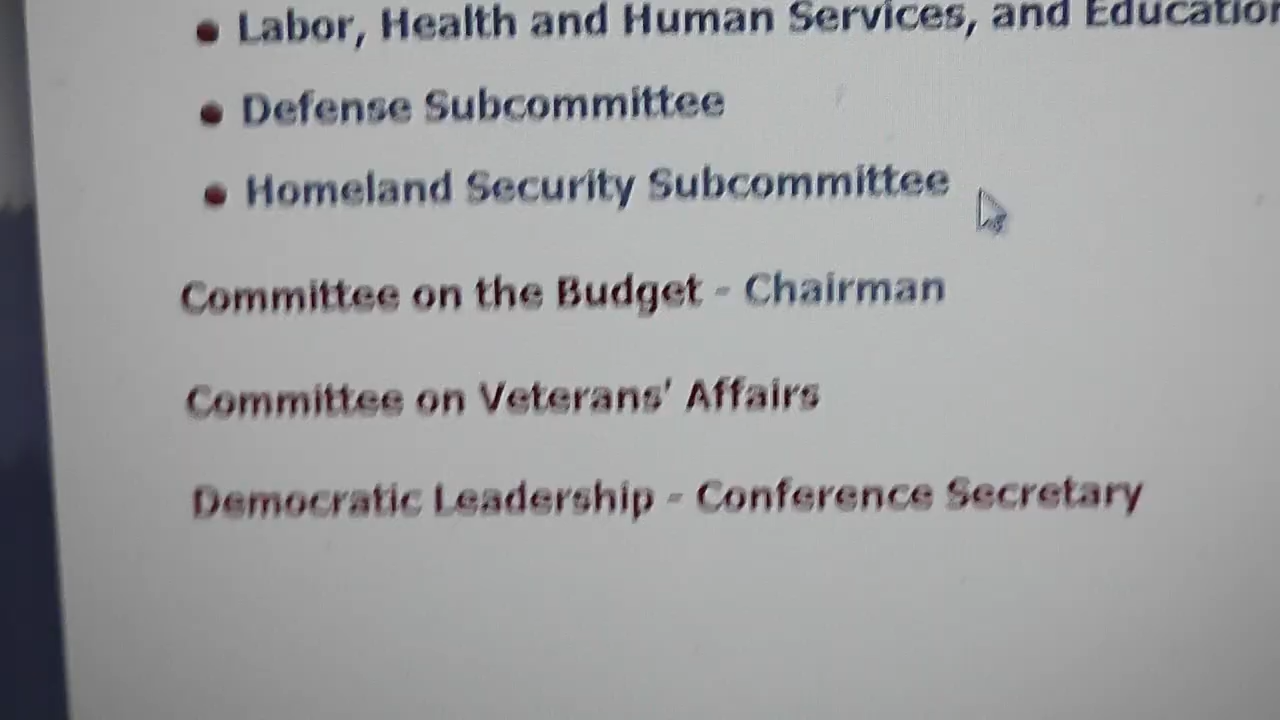 Labor, Health and Human Services, and Education
Defense Subcommittee
Homeland Security Subcommittee
Committee on the Budget - Chairman
Committee on Veterans' Affairs
Democratic Leadership - Conference Secretary